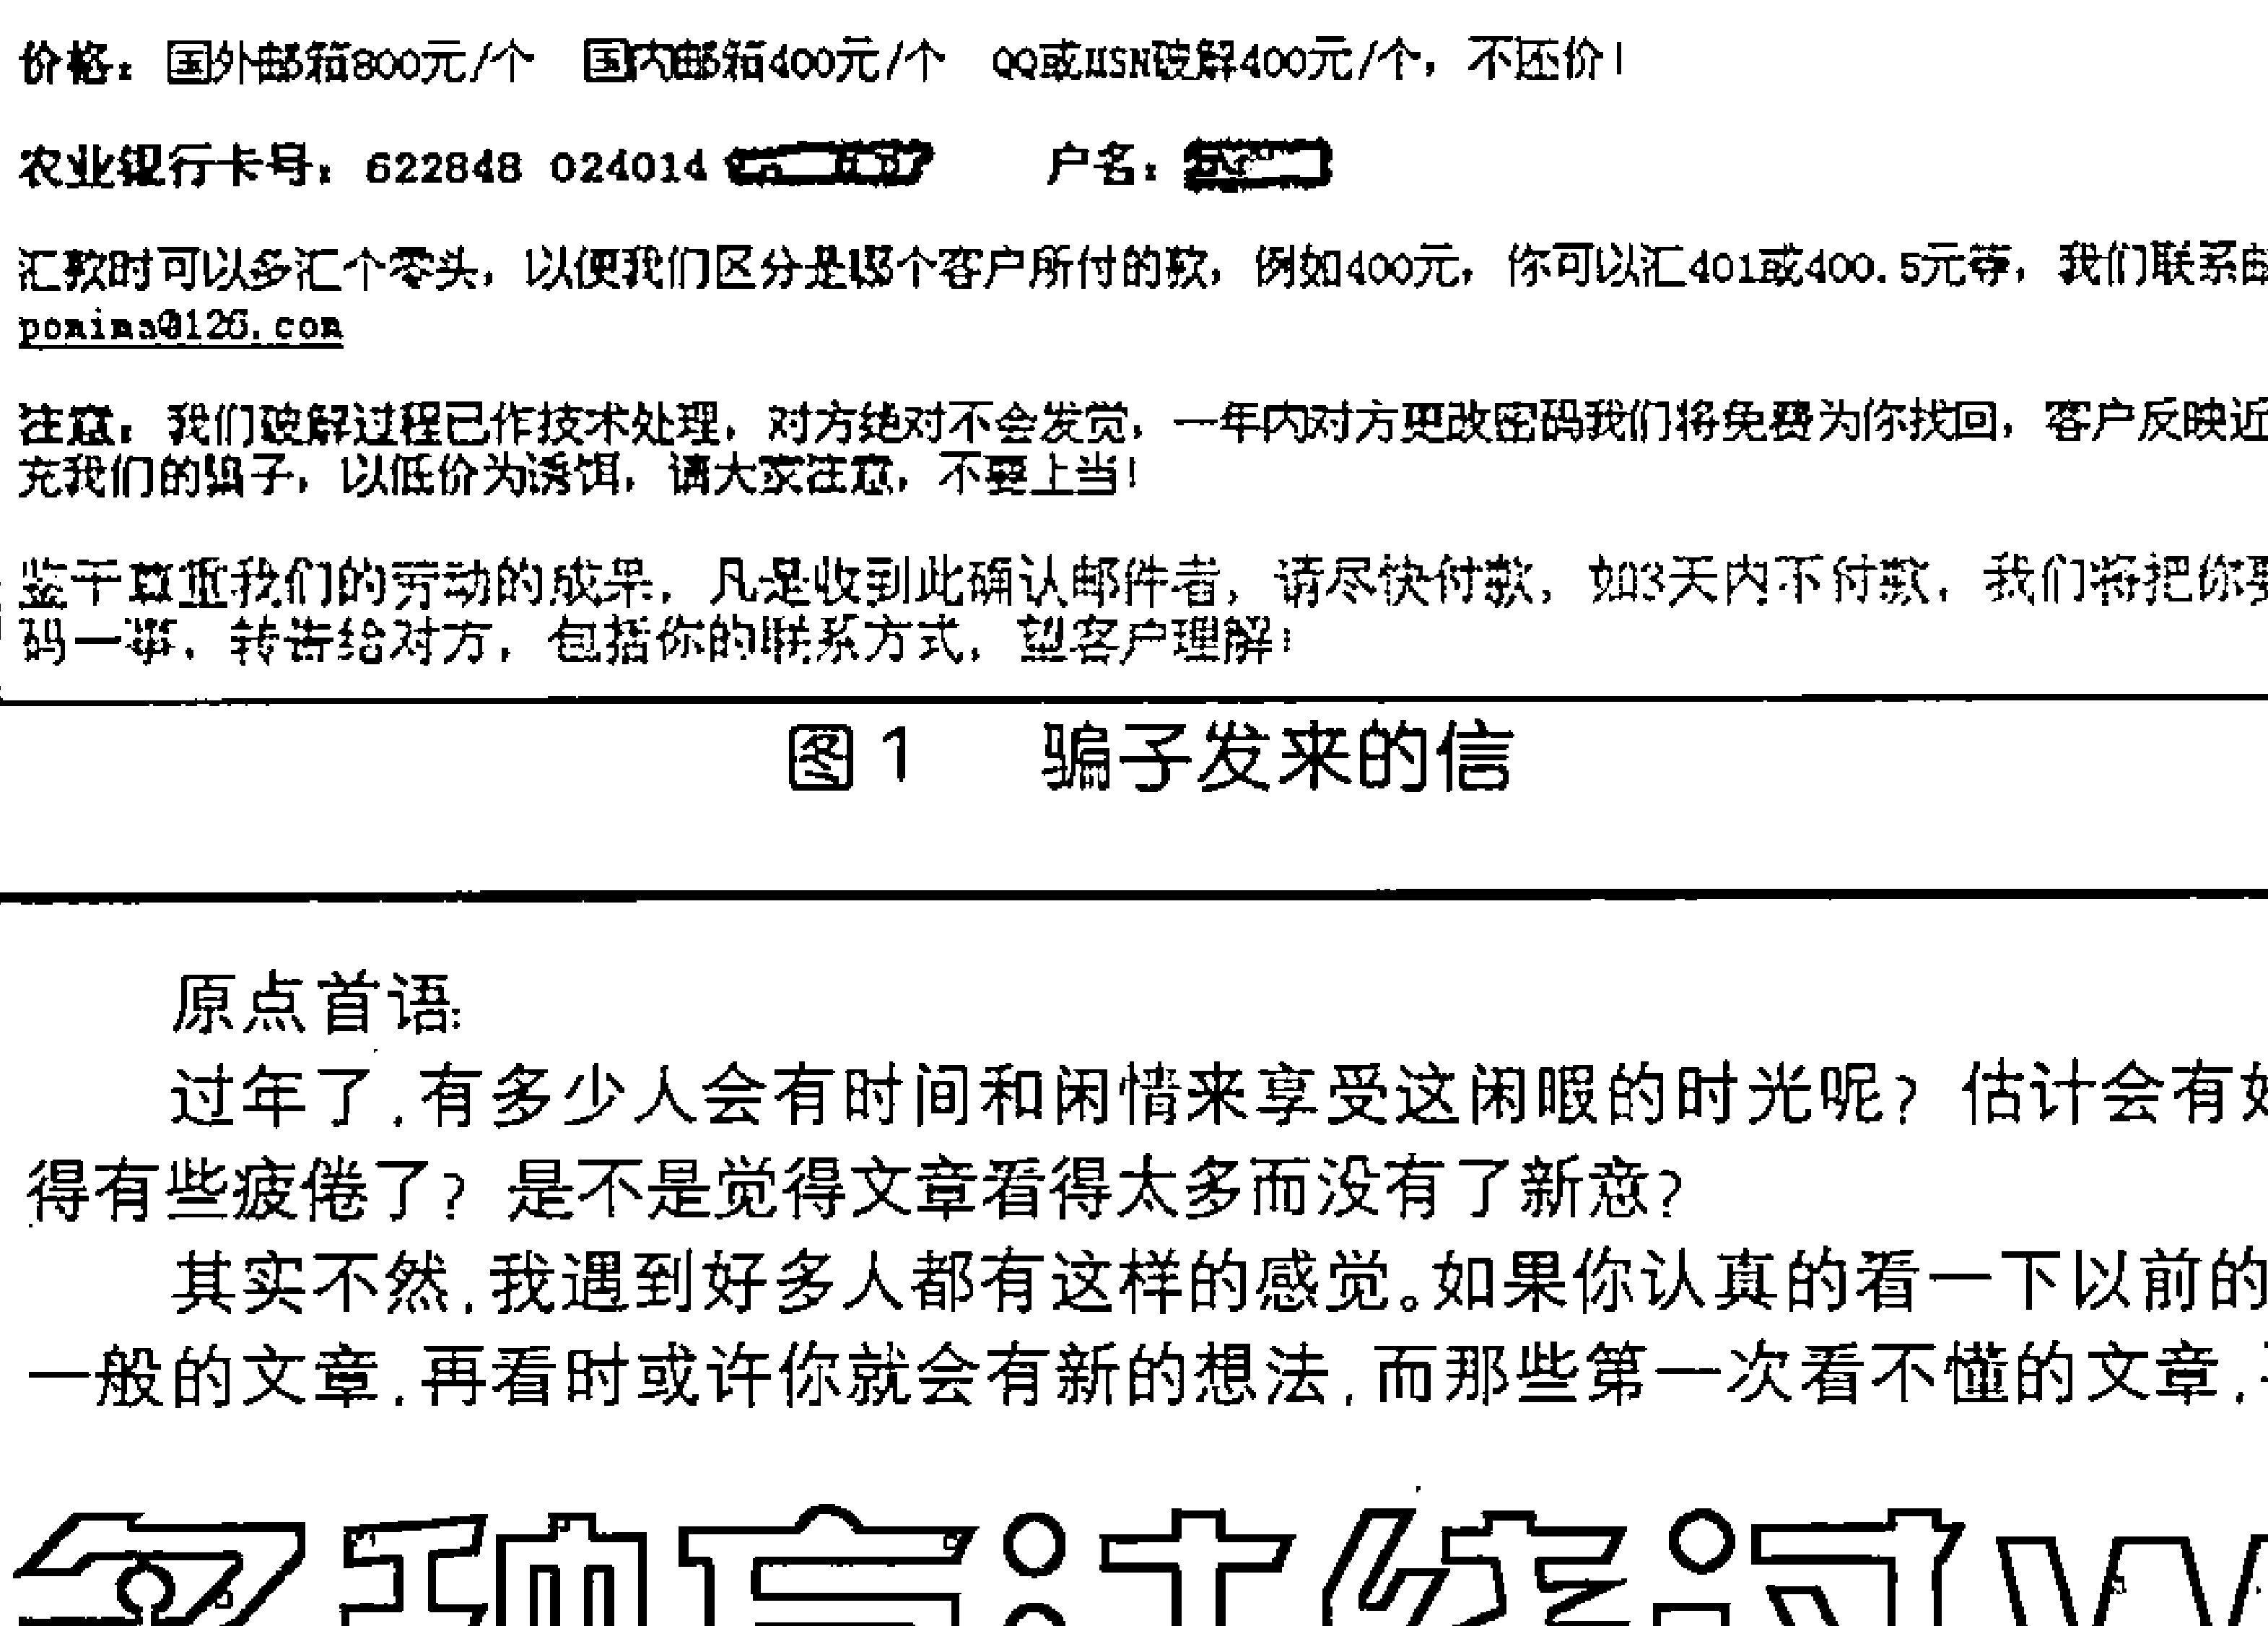 价格：国外邮箱800元/个 国内邮箱400元/个 QQ或MSN破解400元/个，不还价！
农业银行卡号：622848 024014 户名：
汇款时可以多汇个零头，以便我们区分是哪个客户所付的款，例如400元，你可以汇401或400.5元等，我们联系邮
注意，我们破解过程已作技术处理，对方绝对不会发觉，一年内对方更改密码我们将免费为你找回，客户反映近
充我们的骗子，以低价为诱饵，请大家注意，不要上当！
鉴于尊重我们的劳动的成果，凡是收到此确认邮件者，请尽快付款，如3天内不付款，我们将把你要
码一事，转告给对方，包括你的联系方式，望客户理解！
图1 骗子发来的信
原点首语：
过年了，有多少人会有时间和闲情来享受这闲暇的时光呢？估计会有好
得有些疲倦了？是不是觉得文章看得太多而没有了新意？
其实不然，我遇到好多人都有这样的感觉。如果你认真的看一下以前的
一般的文章，再看时或许你就会有新的想法，而那些第一次看不懂的文章，